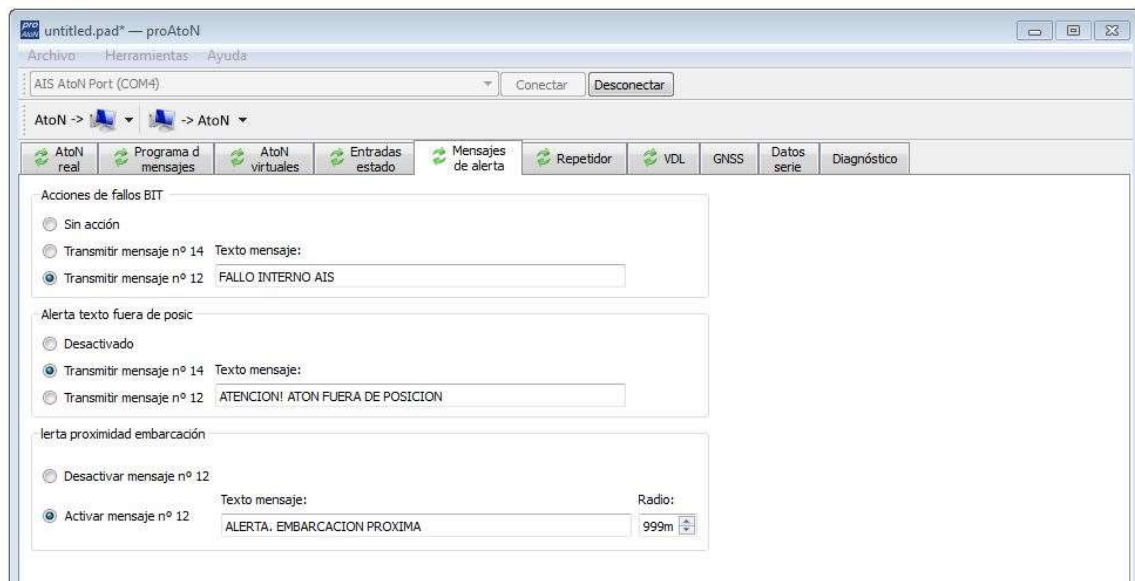 pro AtoN untitled.pad* — proAtoN
Archivo Herramientas Ayuda
AIS AtoN Port (COM4) Conectar Desconectar
AtoN -> -> AtoN
AtoN real Programa d mensajes AtoN virtuales Entradas estado Mensajes de alerta Repetidor VDL GNSS Datos serie Diagnóstico
Acciones de fallos BIT
Sin acción
Transmitir mensaje nº 14 Texto mensaje:
Transmitir mensaje nº 12 FALLO INTERNO AIS
Alerta texto fuera de posic
Desactivado
Transmitir mensaje nº 14 Texto mensaje:
Transmitir mensaje nº 12 ATENCION! ATON FUERA DE POSICION
lerta proximidad embarcación
Desactivar mensaje nº 12
Texto mensaje: Radio:
Activar mensaje nº 12 ALERTA. EMBARCACION PROXIMA 999m